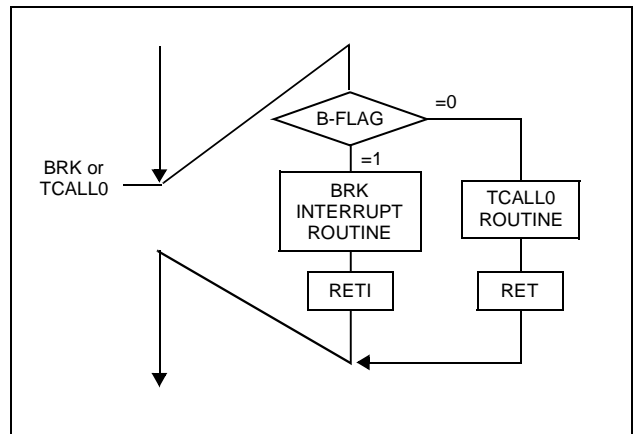 B-FLAG
=0
=1
BRK or
TCALL0
BRK
INTERRUPT
ROUTINE
TCALL0
ROUTINE
RETI
RET